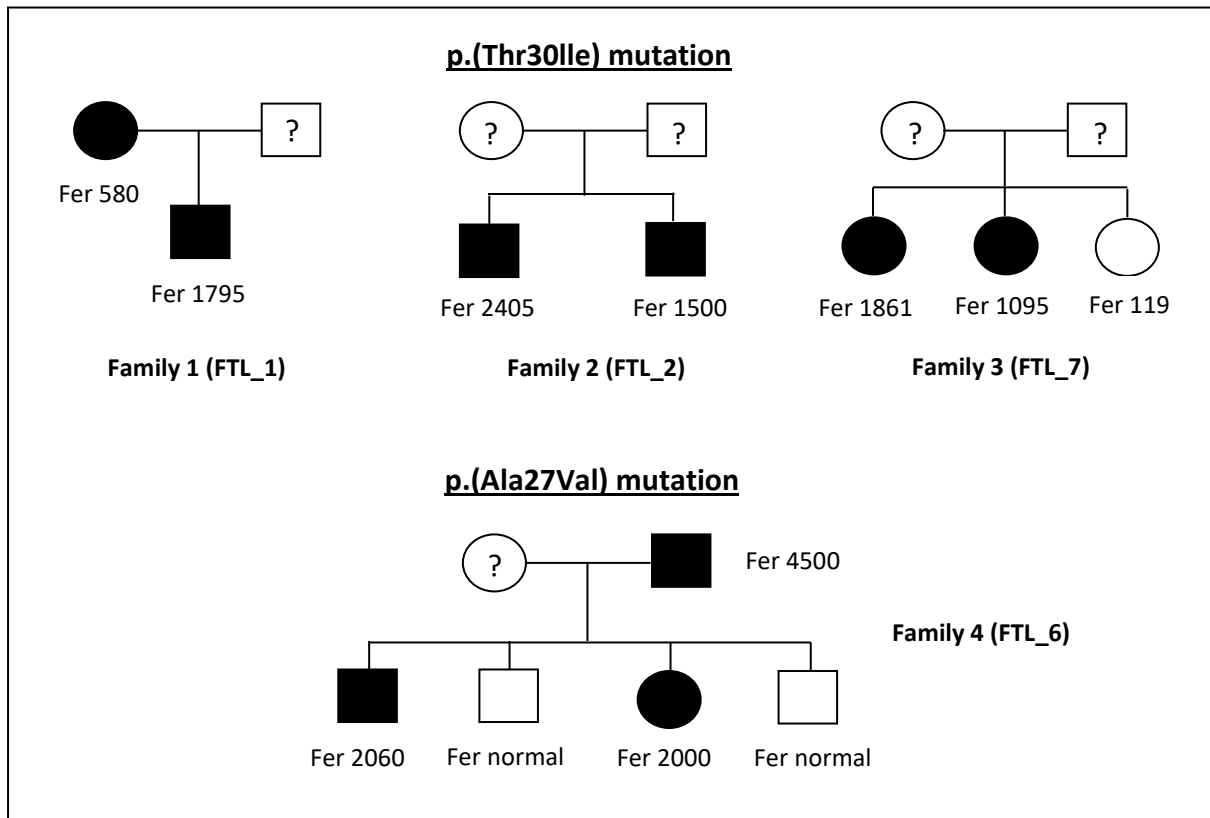 p.(Thr30lle) mutation
?
Fer 580
Fer 1795
Family 1 (FTL_1)
? ?
Fer 2405 Fer 1500
Family 2 (FTL_2)
? ?
Fer 1861 Fer 1095 Fer 119
Family 3 (FTL_7)
p.(Ala27Val) mutation
? Fer 4500
Family 4 (FTL_6)
Fer 2060 Fer normal Fer 2000 Fer normal